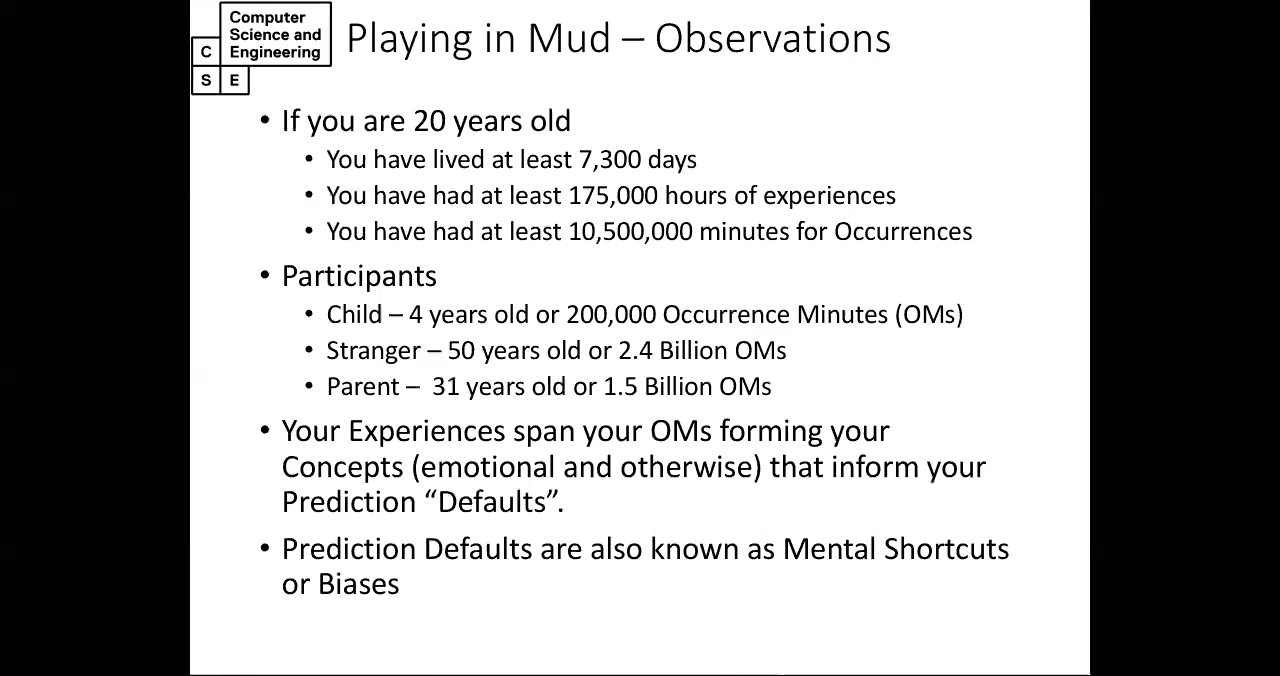 Computer
Science and
Engineering
C
S E
Playing in Mud – Observations
• If you are 20 years old
• You have lived at least 7,300 days
• You have had at least 175,000 hours of experiences
• You have had at least 10,500,000 minutes for Occurrences
• Participants
• Child – 4 years old or 200,000 Occurrence Minutes (OMs)
• Stranger – 50 years old or 2.4 Billion OMs
• Parent – 31 years old or 1.5 Billion OMs
• Your Experiences span your OMs forming your
Concepts (emotional and otherwise) that inform your
Prediction “Defaults”.
• Prediction Defaults are also known as Mental Shortcuts
or Biases